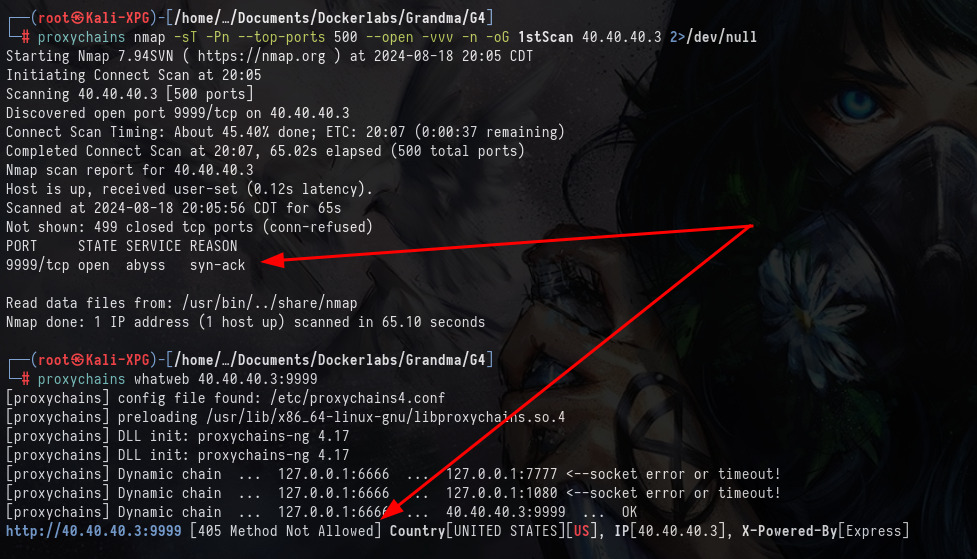 ┌──(root㉿Kali-XPG)-[/home/…/Documents/Dockerlabs/Grandma/G4]
└─# proxychains nmap -sT -Pn --top-ports 500 --open -vvv -n -oG 1stScan 40.40.40.3 2>/dev/null
Starting Nmap 7.94SVN ( https://nmap.org ) at 2024-08-18 20:05 CDT
Initiating Connect Scan at 20:05
Scanning 40.40.40.3 [500 ports]
Discovered open port 9999/tcp on 40.40.40.3
Connect Scan Timing: About 45.40% done; ETC: 20:07 (0:00:37 remaining)
Completed Connect Scan at 20:07, 65.02s elapsed (500 total ports)
Nmap scan report for 40.40.40.3
Host is up, received user-set (0.12s latency).
Scanned at 2024-08-18 20:05:56 CDT for 65s
Not shown: 499 closed tcp ports (conn-refused)
PORT     STATE SERVICE REASON
9999/tcp open  abyss   syn-ack
Read data files from: /usr/bin/../share/nmap
Nmap done: 1 IP address (1 host up) scanned in 65.10 seconds
┌──(root㉿Kali-XPG)-[/home/…/Documents/Dockerlabs/Grandma/G4]
└─# proxychains whatweb 40.40.40.3:9999
[proxychains] config file found: /etc/proxychains4.conf
[proxychains] preloading /usr/lib/x86_64-linux-gnu/libproxychains.so.4
[proxychains] DLL init: proxychains-ng 4.17
[proxychains] DLL init: proxychains-ng 4.17
[proxychains] Dynamic chain  ...  127.0.0.1:6666  ...  127.0.0.1:7777 <--socket error or timeout!
[proxychains] Dynamic chain  ...  127.0.0.1:6666  ...  127.0.0.1:1080 <--socket error or timeout!
[proxychains] Dynamic chain  ...  127.0.0.1:6666  ...  40.40.40.3:9999  ...  OK
http://40.40.40.3:9999 [405 Method Not Allowed] Country[UNITED STATES][US], IP[40.40.40.3], X-Powered-By[Express]